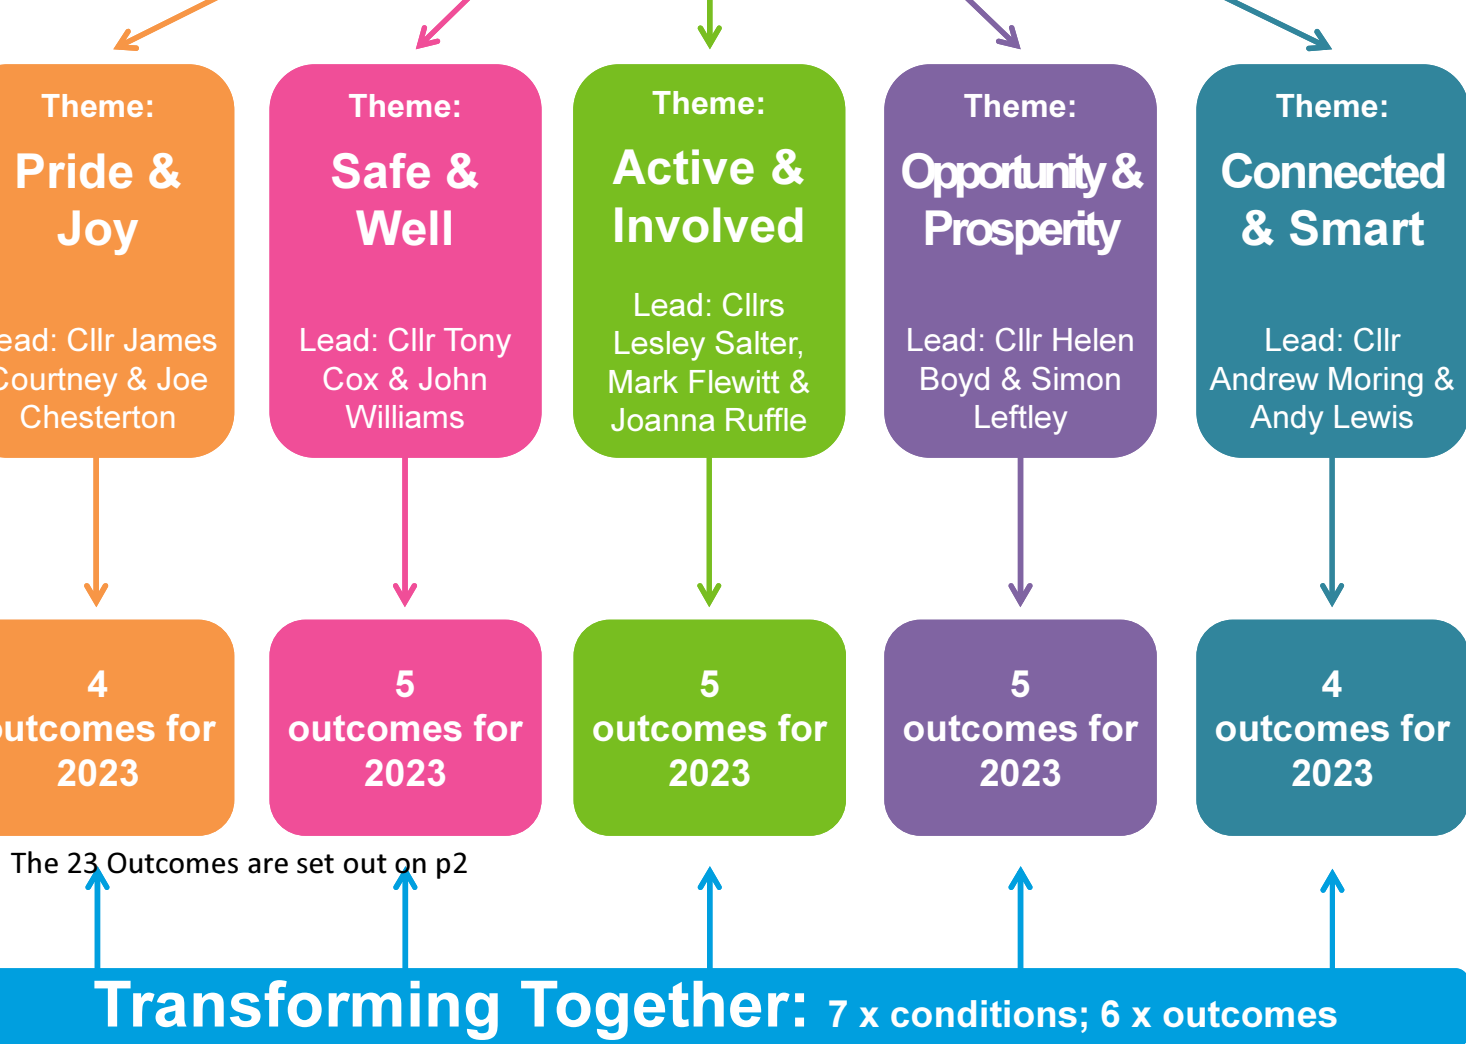 Theme:
Pride &
Joy
ead: Cllr James
Courtney & Joe
Chesterton
Theme:
Safe &
Well
Lead: Cllr Tony
Cox & John
Williams
Theme:
Active &
Involved
Lead: Cllrs
Lesley Salter,
Mark Flewitt &
Joanna Ruffle
Theme:
Opportunity &
Prosperity
Lead: Cllr Helen
Boyd & Simon
Leftley
Theme:
Connected
& Smart
Lead: Cllr
Andrew Moring &
Andy Lewis
4
outcomes for
2023
5
outcomes for
2023
5
outcomes for
2023
5
outcomes for
2023
4
outcomes for
2023
The 23 Outcomes are set out on p2
Transforming Together: 7 x conditions; 6 x outcomes